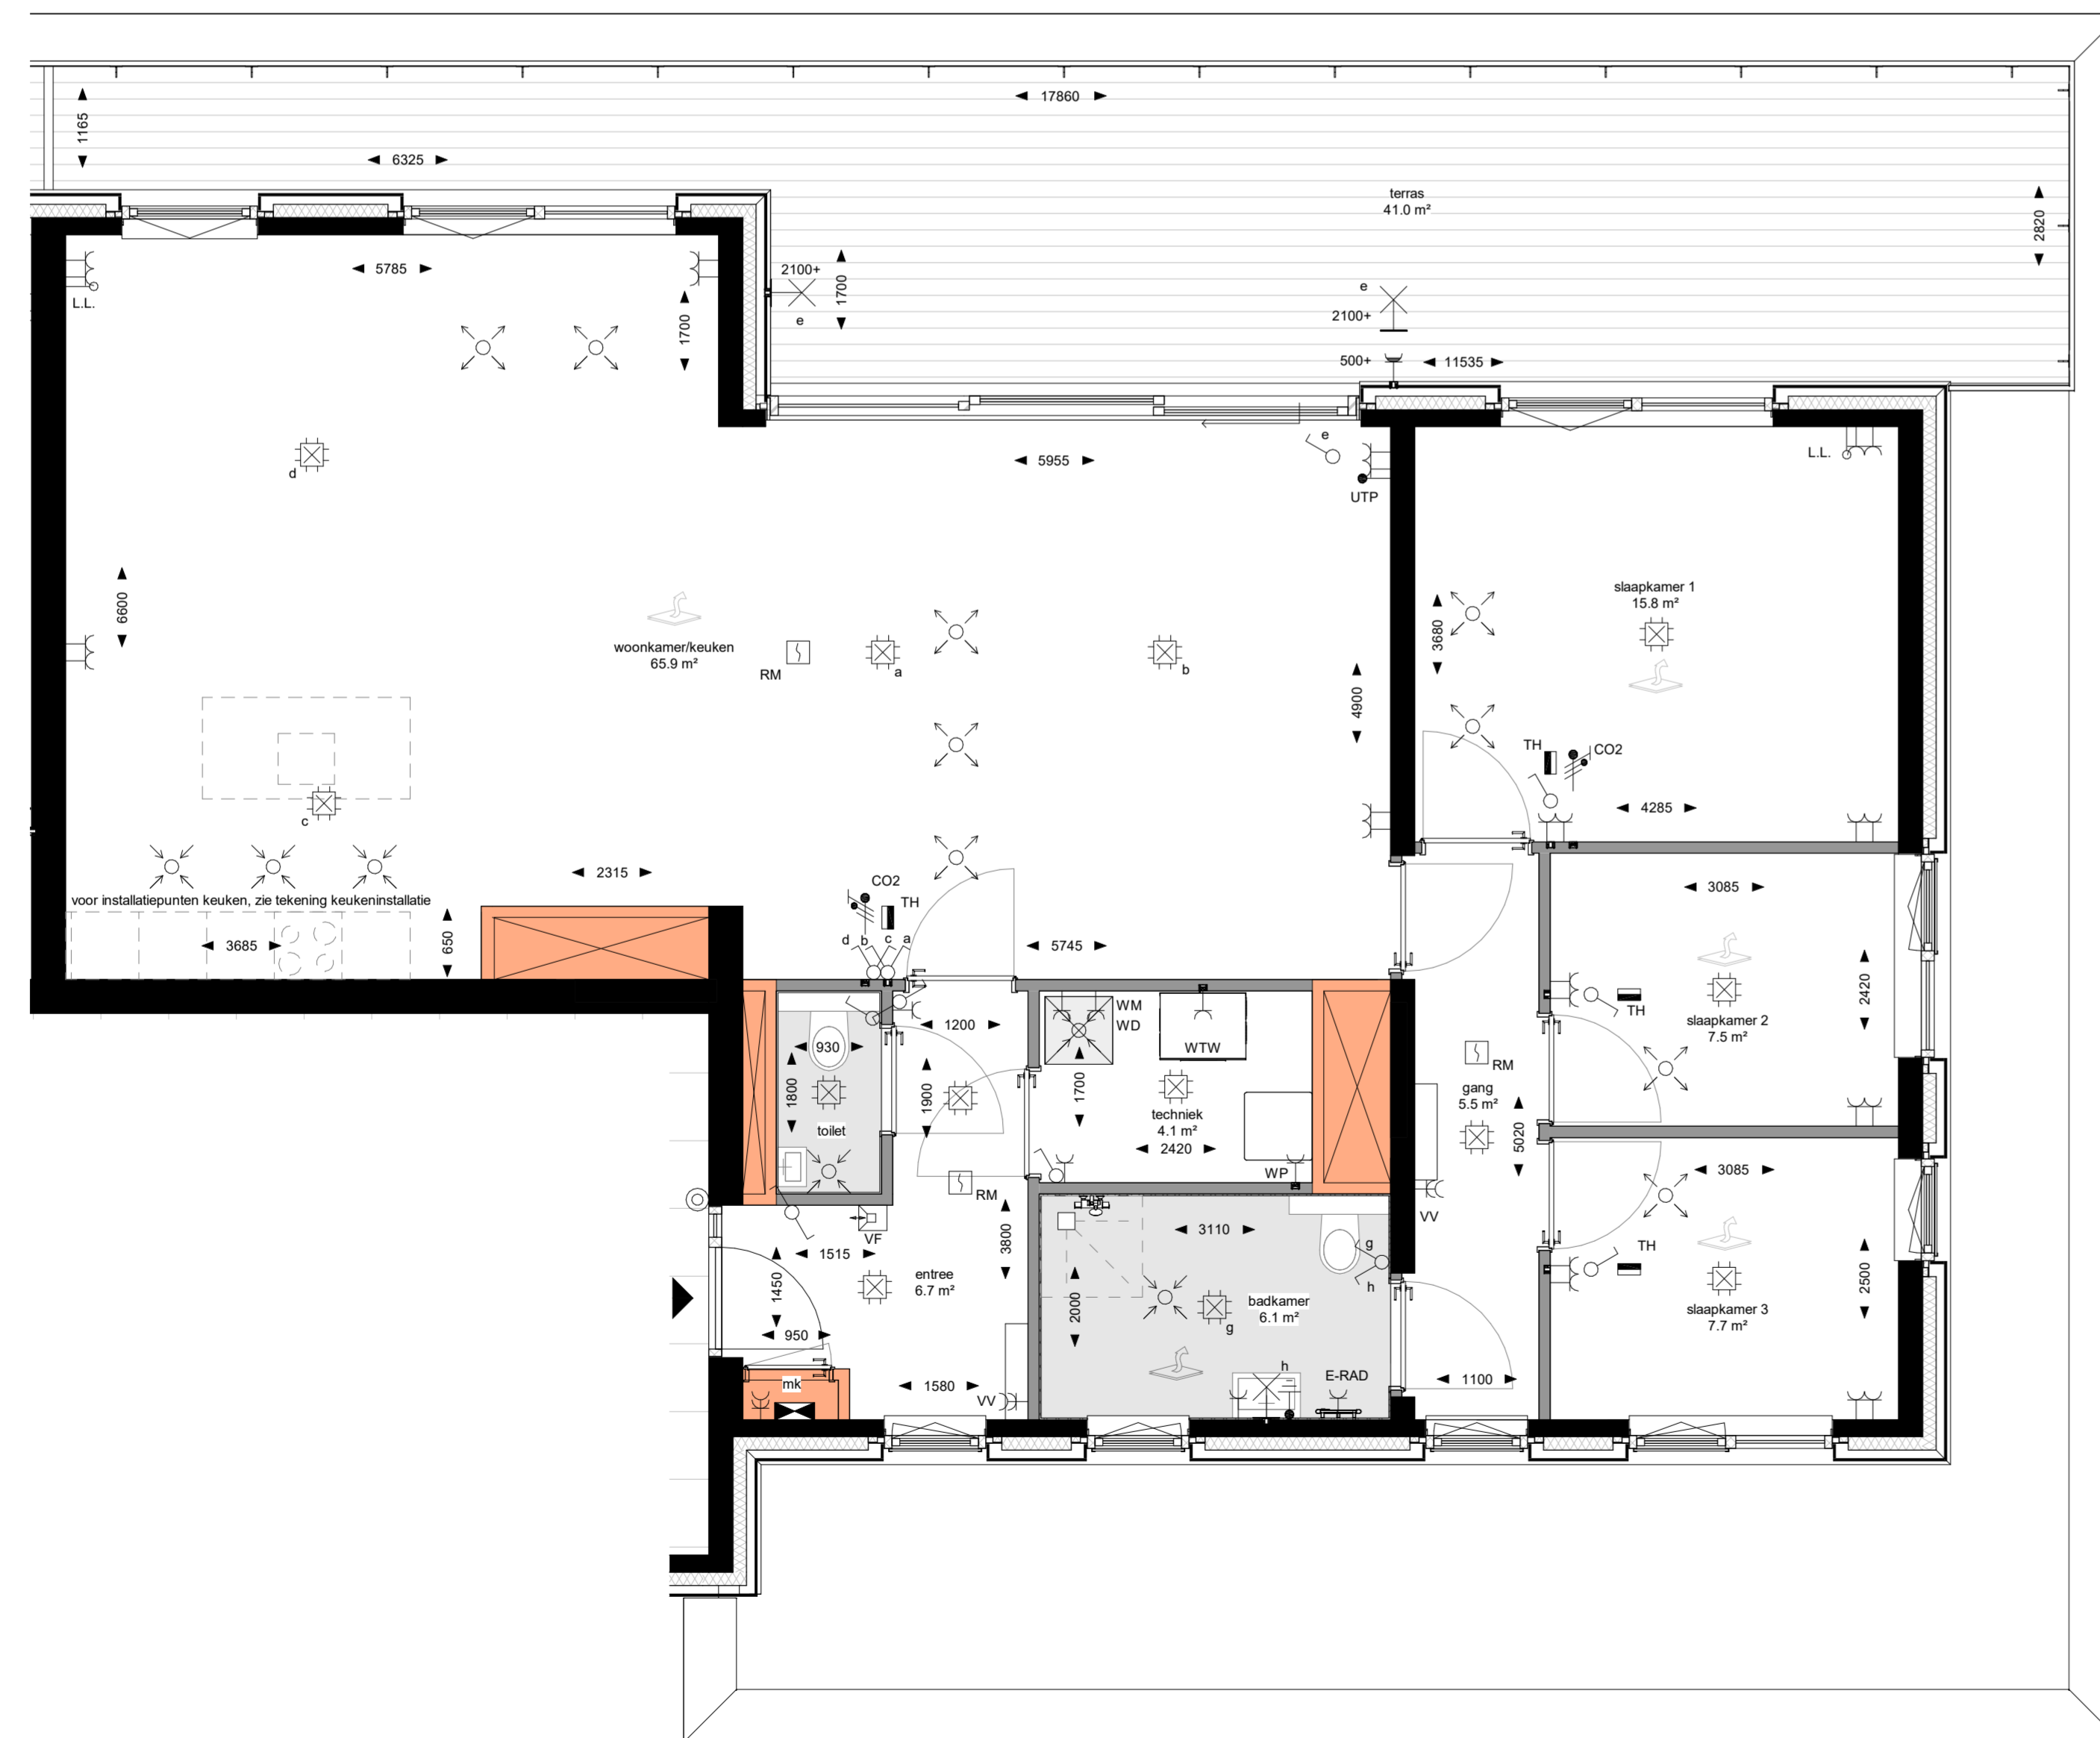 17860
1165
6325
terras
41.0 m²
2820
5785
2100+
1700
e
e
2100+
L.L.
1700
500+
11535
d
5955
e
L.L.
UTP
6600
woonkamer/keuken
65.9 m²
RM
a
b
slaapkamer 1
15.8 m²
3680
4900
TH
CO2
c
4285
2315
CO2
voor installatiepunten keuken, zie tekening keukeninstallatie
TH
3085
3685
650
d
b
c
a
5745
2420
WM
WD
1200
930
WTW
TH
slaapkamer 2
7.5 m²
RM
gang
5.5 m²
1800
1900
1700
techniek
4.1 m²
toilet
2420
5020
WP
3085
RM
VV
VF
3110
3800
1515
g
TH
1450
entree
6.7 m²
h
2000
badkamer
6.1 m²
g
2500
slaapkamer 3
7.7 m²
950
h
E-RAD
mk
1580
VV
1100